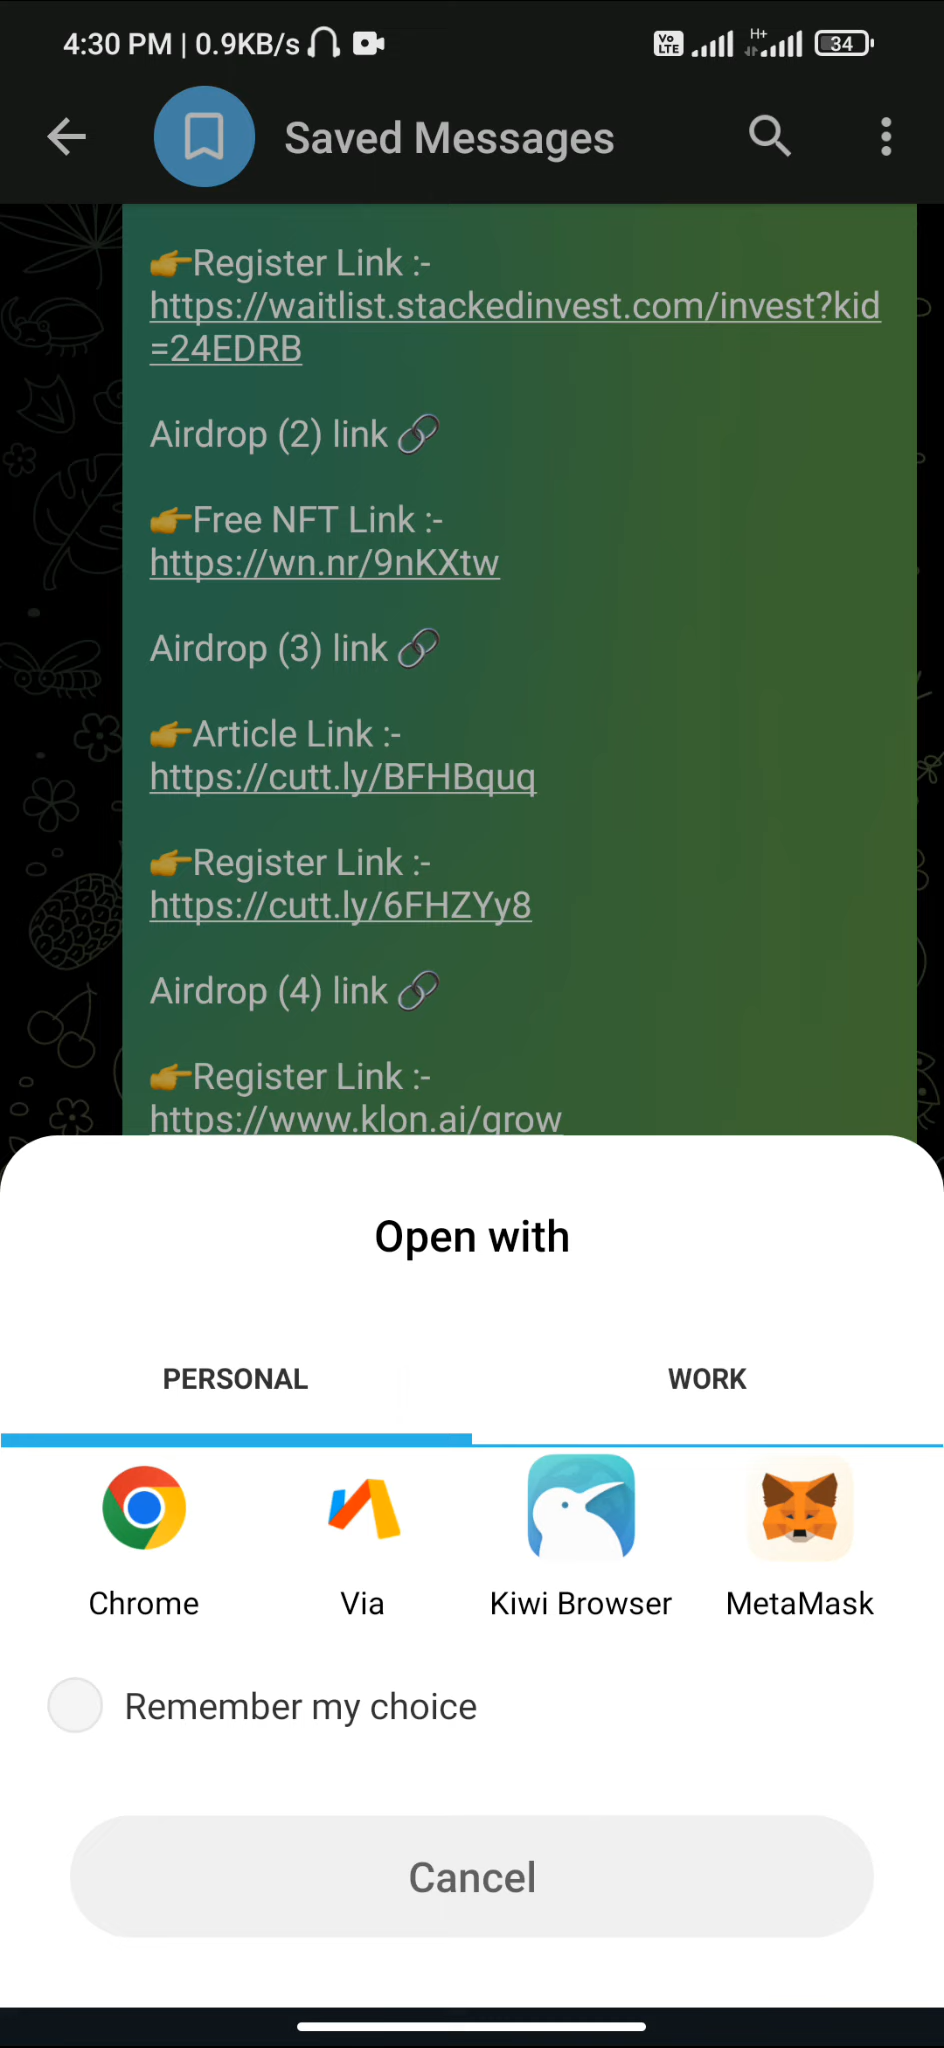 4:30 PM | 0.9KB/s
Vo LTE H+ 34
Saved Messages
👉Register Link :-
https://waitlist.stackedinvest.com/invest?kid
=24EDRB
Airdrop (2) link 🔗
👉Free NFT Link :-
https://wn.nr/9nKXtw
Airdrop (3) link 🔗
👉Article Link :-
https://cutt.ly/BFHBquq
👉Register Link :-
https://cutt.ly/6FHZYy8
Airdrop (4) link 🔗
👉Register Link :-
https://www.klon.ai/grow
Open with
PERSONAL WORK
Chrome Via Kiwi Browser MetaMask
Remember my choice
Cancel